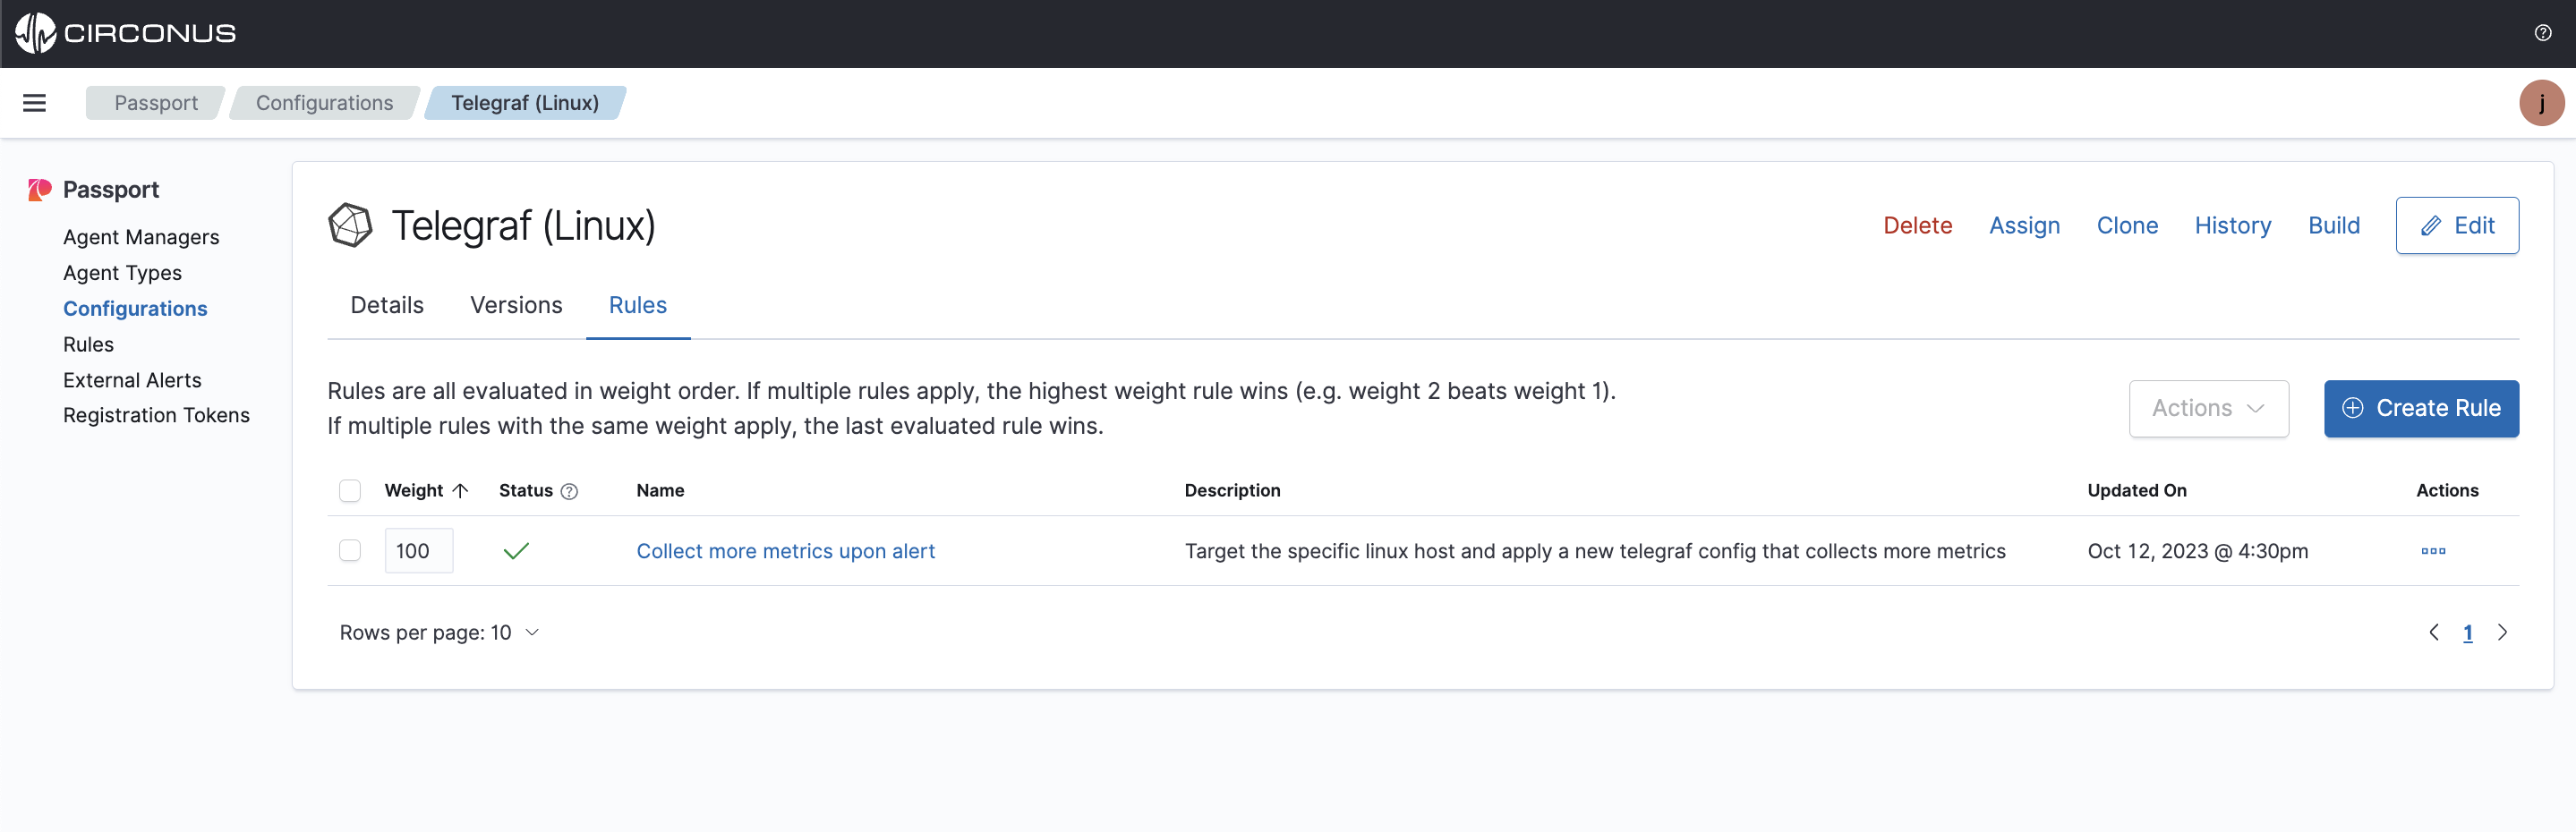 CIRCONUS
Passport
Configurations
Telegraf (Linux)
j
Passport
Agent Managers
Agent Types
Configurations
Rules
External Alerts
Registration Tokens
Telegraf (Linux)
Delete
Assign
Clone
History
Build
Edit
Details
Versions
Rules
Rules are all evaluated in weight order. If multiple rules apply, the highest weight rule wins (e.g. weight 2 beats weight 1).
If multiple rules with the same weight apply, the last evaluated rule wins.
Actions
Create Rule
Weight
Status
Name
Description
Updated On
Actions
100
Collect more metrics upon alert
Target the specific linux host and apply a new telegraf config that collects more metrics
Oct 12, 2023 @ 4:30pm
Rows per page: 10
1